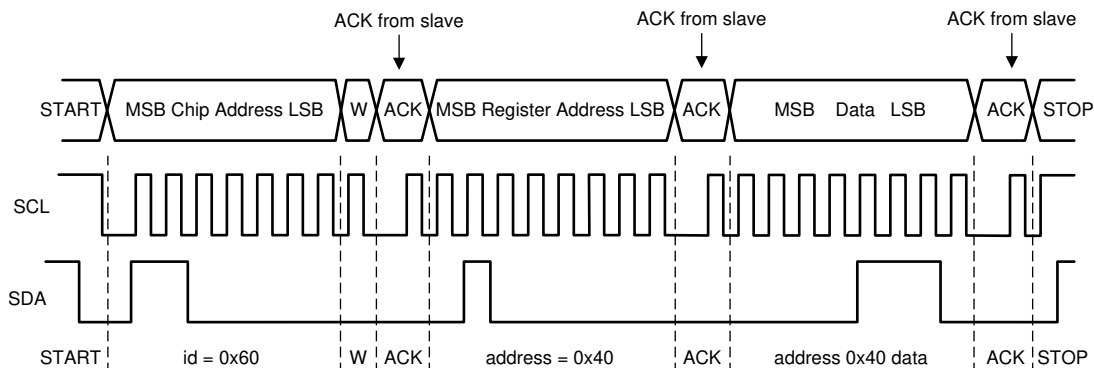 ACK from slave ACK from slave ACK from slave
START MSB Chip Address LSB W ACK MSB Register Address LSB ACK MSB Data LSB ACK STOP
SCL
SDA
START id = 0x60 W ACK address = 0x40 ACK address 0x40 data ACK STOP